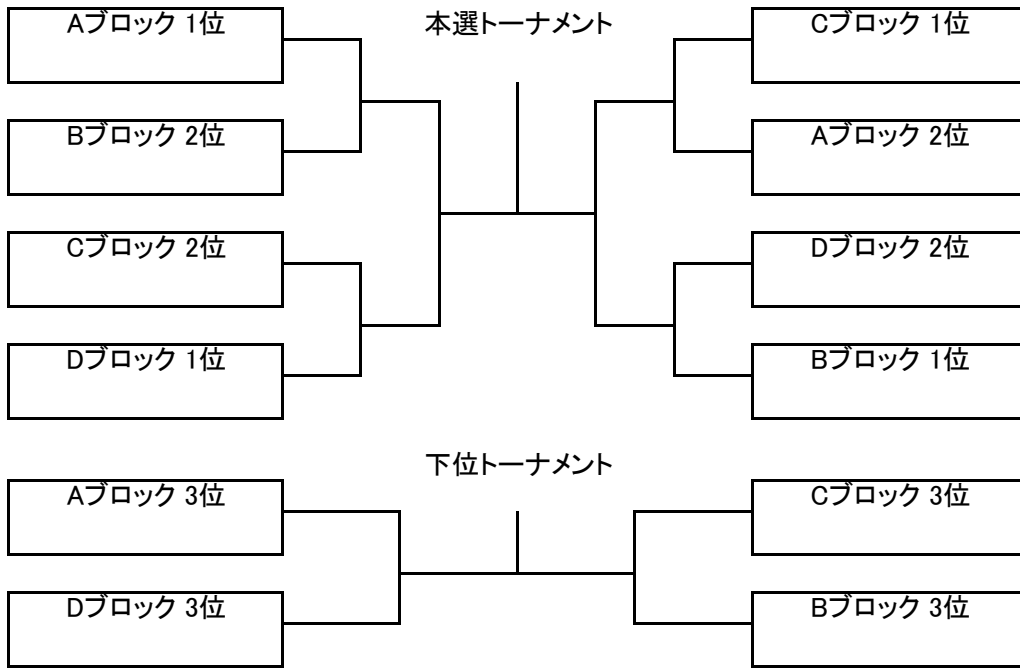 本選トーナメント
Aブロック 1位
Cブロック 1位
Bブロック 2位
Aブロック 2位
Cブロック 2位
Dブロック 2位
Dブロック 1位
Bブロック 1位
下位トーナメント
Aブロック 3位
Cブロック 3位
Dブロック 3位
Bブロック 3位